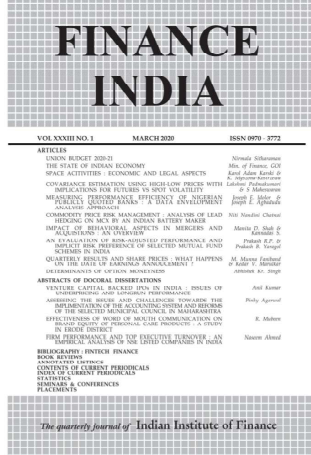 FINANCE
INDIA
VOL XXXIII NO. 1 MARCH 2020 ISSN 0970 - 3772
ARTICLES
UNION BUDGET 2020-21 Nirmala Sitharaman
THE STATE OF INDIAN ECONOMY Min. of Finance, GOI
SPACE ACTIVITIES : ECONOMIC AND LEGAL ASPECTS Karol Adam Karski &
COVARIANCE ESTIMATION USING HIGH-LOW PRICES WITH Lakshmi Padmakumari
IMPLICATIONS FOR FUTURES VS SPOT VOLATILITY & S Maheswaran
MEASURING PERFORMANCE EFFICIENCY OF NIGERIAN Joseph E. Idolor &
PUBLICLY QUOTED BANKS : A DATA ENVELOPMENT Joseph E.
ANALYSIS APPROACH
COMMODITY PRICE RISK MANAGEMENT : ANALYSIS OF LEAD Niti Nandini Chatnani
HEDGING ON MCX BY AN INDIAN BATTERY MAKER
IMPACT OF BEHAVIORAL ASPECTS IN MERGERS AND Mantis D. Shah &
ACQUISITIONS : AN OVERVIEW Kannadas S.
AN EVALUATION OF RISK-ADJUSTED PERFORMANCE AND Prakash B.P. &
IMPLICIT RISK PREFERENCE OF SELECTED MUTUAL FUND Prakash B. Yaragol
SCHEMES IN INDIA
QUARTERLY RESULTS AND SHARE PRICES : WHAT HAPPENS M. Munna
ON THE DATE OF EARNINGS ANNOUCEMENT ? & Kedar V.
DETERMINANTS OF OPTION MONEYNESS Abhishek Kr. Singh
ABSTRACTS OF DOCORAL DISSERTATIONS
VENTURE CAPITAL BACKED IPOs IN INDIA : ISSUES OF Amit Kumar
UNDERPRICING AND LONGRUN PERFORMANCE
ASSESSING THE ISSUES AND CHALLENGES TOWARDS THE Pinky Agarwal
IMPLEMENTATION OF THE ACCOUNTING SYSTEM AND REFORMS
OF THE SELECTED MUNICIPAL COUNCIL IN MAHARASHTRA
EFFECTIVENESS OF WORD OF MOUTH COMMUNICATION ON R. Mohan
BRAND EQUITY OF PERSONAL CARE PRODUCTS : A STUDY
IN ERODE DISTRICT
FIRM PERFORMANCE AND TOP EXECUTIVE TURNOVER : AN Naseem Ahmed
EMPIRICAL ANALYSIS OF NSE LISTED COMPANIES IN INDIA
BIBLIOGRAPHY : FINTECH FINANCE
BOOK REVIEWS
ANNOTATED LISTINGS
CONTENTS OF CURRENT PERIODICALS
INDEX OF CURRENT PERIODICALS
STATISTICS
SEMINARS & CONFERENCES
PLACEMENTS
The quarterly journal of Indian Institute of Finance